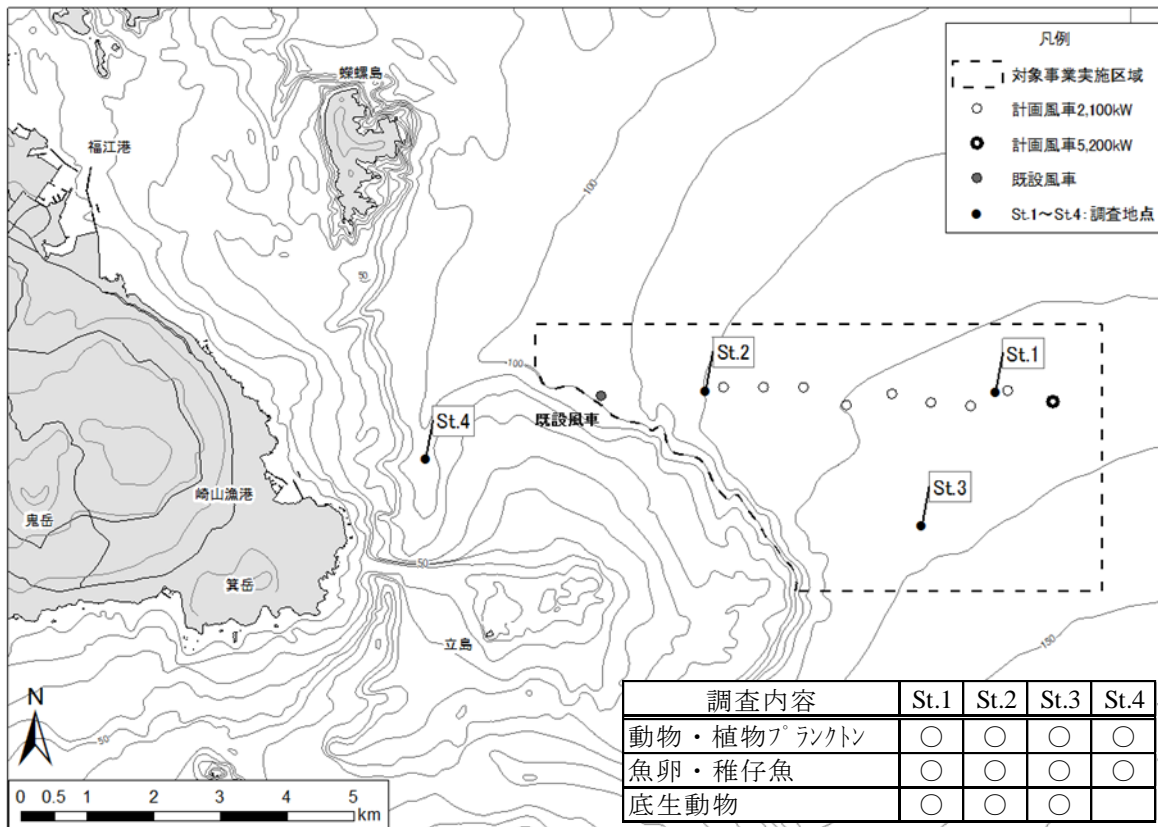 凡例
対象事業実施区域
計画風車2,100kW
計画風車5,200kW
既設風車
St.1～St.4：調査地点
蠑螺島
福江港
50
100
100
St.2
St.1
既設風車
St.4
St.3
崎山漁港
鬼岳
箕岳
50
立島
150
50
N
0 0.5 1 2 3 4 5
km
調査内容 St.1 St.2 St.3 St.4
動物・植物プランクトン ○ ○ ○ ○
魚卵・稚仔魚 ○ ○ ○ ○
底生動物 ○ ○ ○